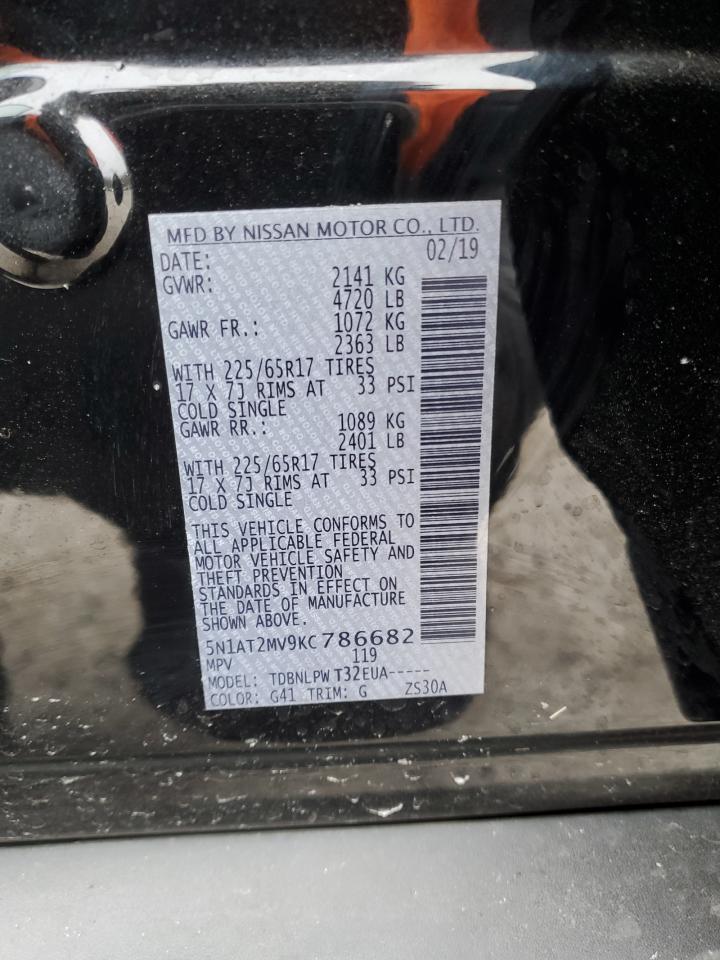 MFD BY NISSAN MOTOR CO., LTD.
DATE: 02/19
GVWR: 2141 KG
4720 LB
GAWR FR.: 1072 KG
2363 LB
WITH 225/65R17 TIRES
17 X 7J RIMS AT 33 PSI
COLD SINGLE
GAWR RR.: 1089 KG
2401 LB
WITH 225/65R17 TIRES
17 X 7J RIMS AT 33 PSI
COLD SINGLE
THIS VEHICLE CONFORMS TO
ALL APPLICABLE FEDERAL
MOTOR VEHICLE SAFETY AND
THEFT PREVENTION
STANDARDS IN EFFECT ON
THE DATE OF MANUFACTURE
SHOWN ABOVE.
5N1AT2MV9KC786682
MPV 119
MODEL: TDBNLPW T32EUA-----
COLOR: G41 TRIM: G ZS30A